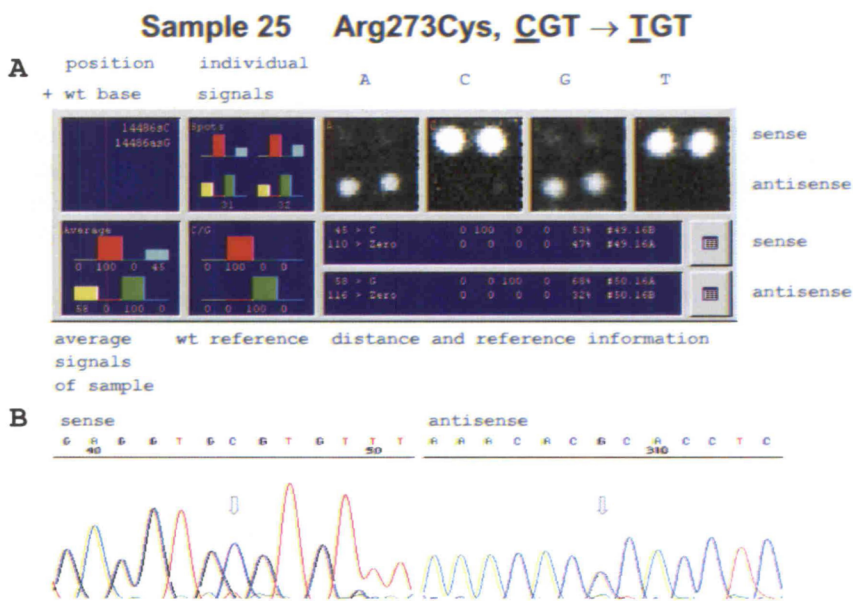 Sample 25 Arg273Cys, CGT → TGT
A
position
+ wt base
individual
signals
A C G T
14486sC
14486asG
Spots
31 32
sense
antisense
Average
0 100 0 45
58 0 100 0
C/G
0 100 0 0
0 0 100 0
45 > C 0 100 0 0 53% #49.16A
110 > Zero 0 0 0 0 47% #49.16A
58 > G 0 0 100 0 68% #50.16A
116 > Zero 0 0 0 0 32% #50.16B
sense
antisense
average
signals
of sample
wt reference
distance and reference information
B
sense
G A G G T G C G T G T T T
40 50
antisense
A A A C A C G C A C C T C
310